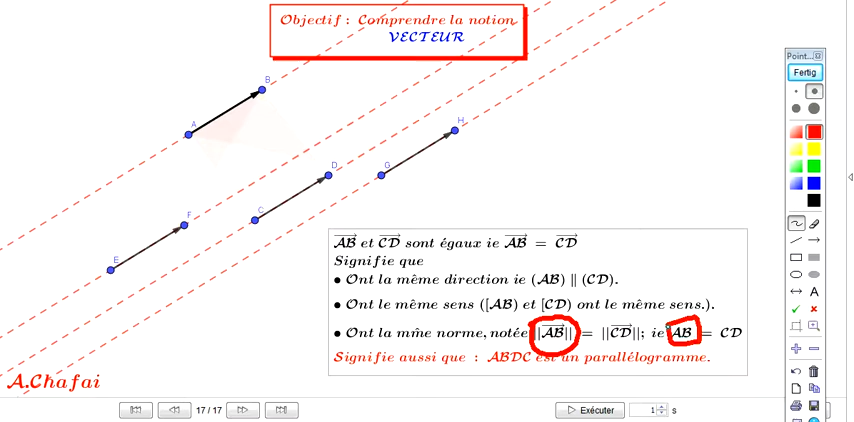 Objectif : Comprendre la notion
VECTEUR
Point...
Fertig
B
A
H
D
G
F
C
E
AB et CD sont égaux ie AB = CD
Signifie que
• Ont la même direction ie (AB) ∥ (CD).
• Ont le même sens ([AB) et [CD) ont le même sens.).
• Ont la mm̂e norme, notée ||AB|| = ||CD||; ie AB = CD
Signifie aussi que : ABDC est un parallélogramme.
A.Chafai
17 / 17
Exécuter
1
s
A